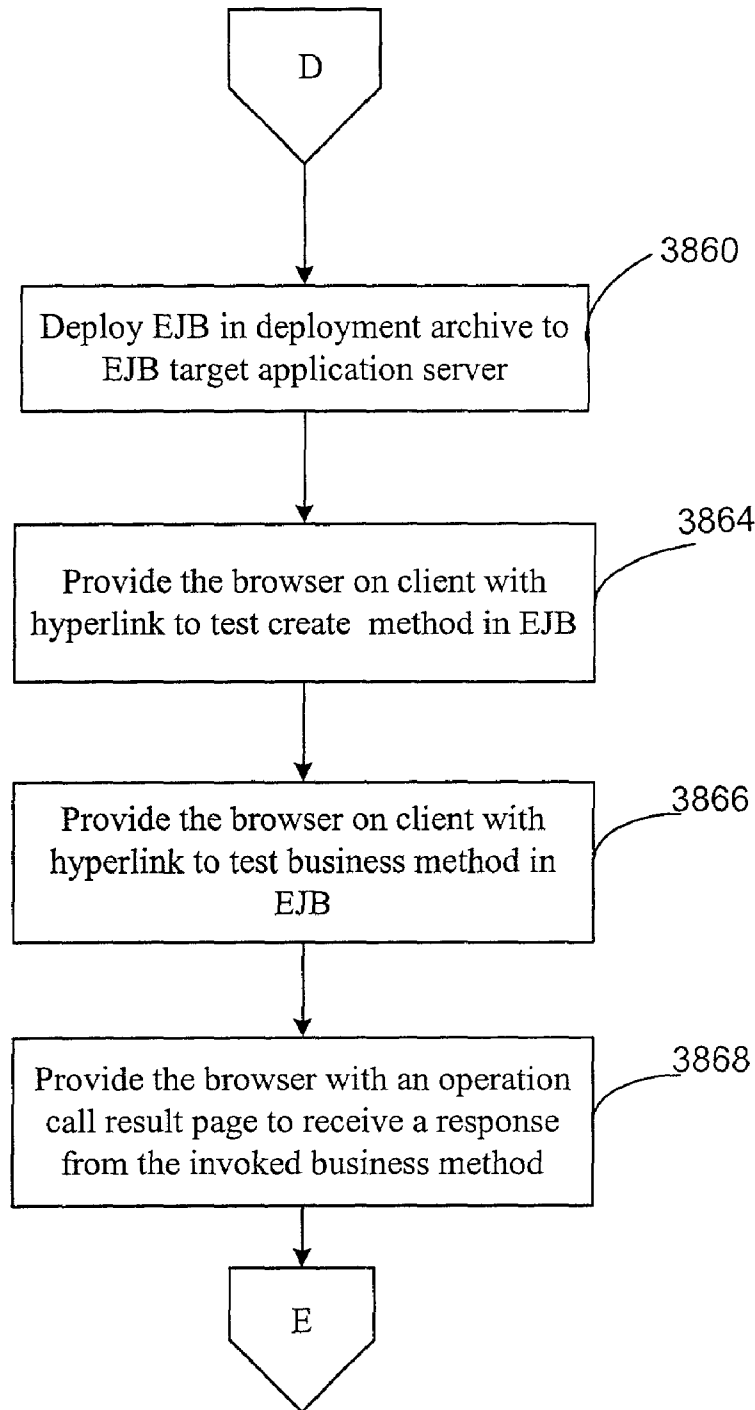 D
3860
Deploy EJB in deployment archive to
EJB target application server
3864
Provide the browser on client with
hyperlink to test create method in EJB
3866
Provide the browser on client with
hyperlink to test business method in
EJB
3868
Provide the browser with an operation
call result page to receive a response
from the invoked business method
E